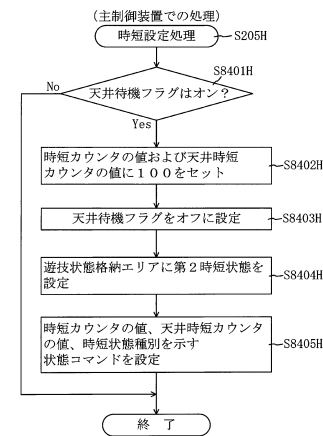 (主制御装置での処理)
時短設定処理
S205H
S8401H
No
天井待機フラグはオン？
Yes
時短カウンタの値および天井時短
カウンタの値に１００をセット
S8402H
天井待機フラグをオフに設定
S8403H
遊技状態格納エリアに第２時短状態を
設定
S8404H
時短カウンタの値、天井時短カウンタ
の値、時短状態種別を示す
状態コマンドを設定
S8405H
終 了